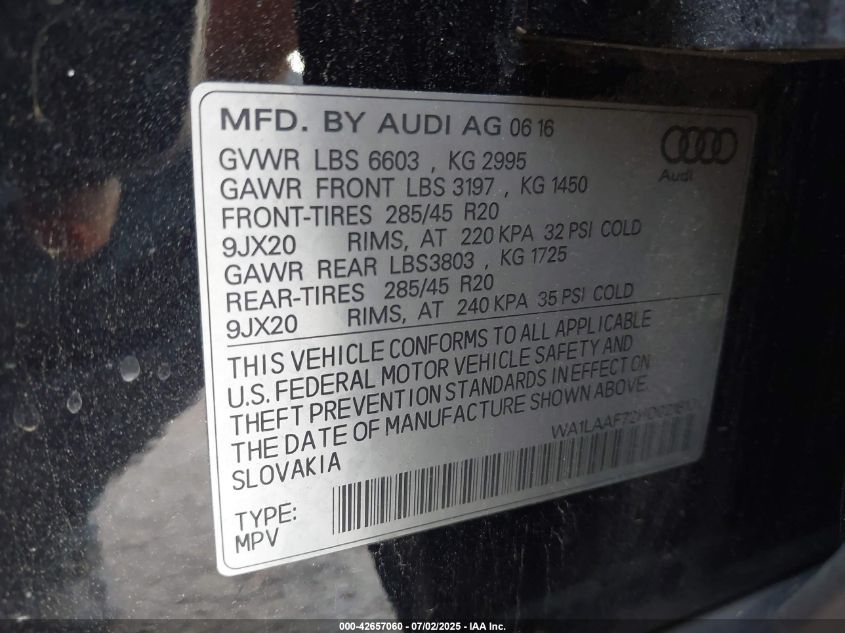 MFD. BY AUDI AG 06 16
GVWR LBS 6603 , KG 2995
GAWR FRONT LBS 3197 , KG 1450
FRONT-TIRES 285/45 R20
9JX20 RIMS, AT 220 KPA 32 PSI COLD
GAWR REAR LBS3803 , KG 1725
REAR-TIRES 285/45 R20
9JX20 RIMS, AT 240 KPA 35 PSI COLD
Audi
THIS VEHICLE CONFORMS TO ALL APPLICABLE
U.S. FEDERAL MOTOR VEHICLE SAFETY AND
THEFT PREVENTION STANDARDS IN EFFECT ON
THE DATE OF MANUFACTURE SHOWN ABOVE.
SLOVAKIA
TYPE:
MPV
000-42657060 - 07/02/2025 - IAA Inc.